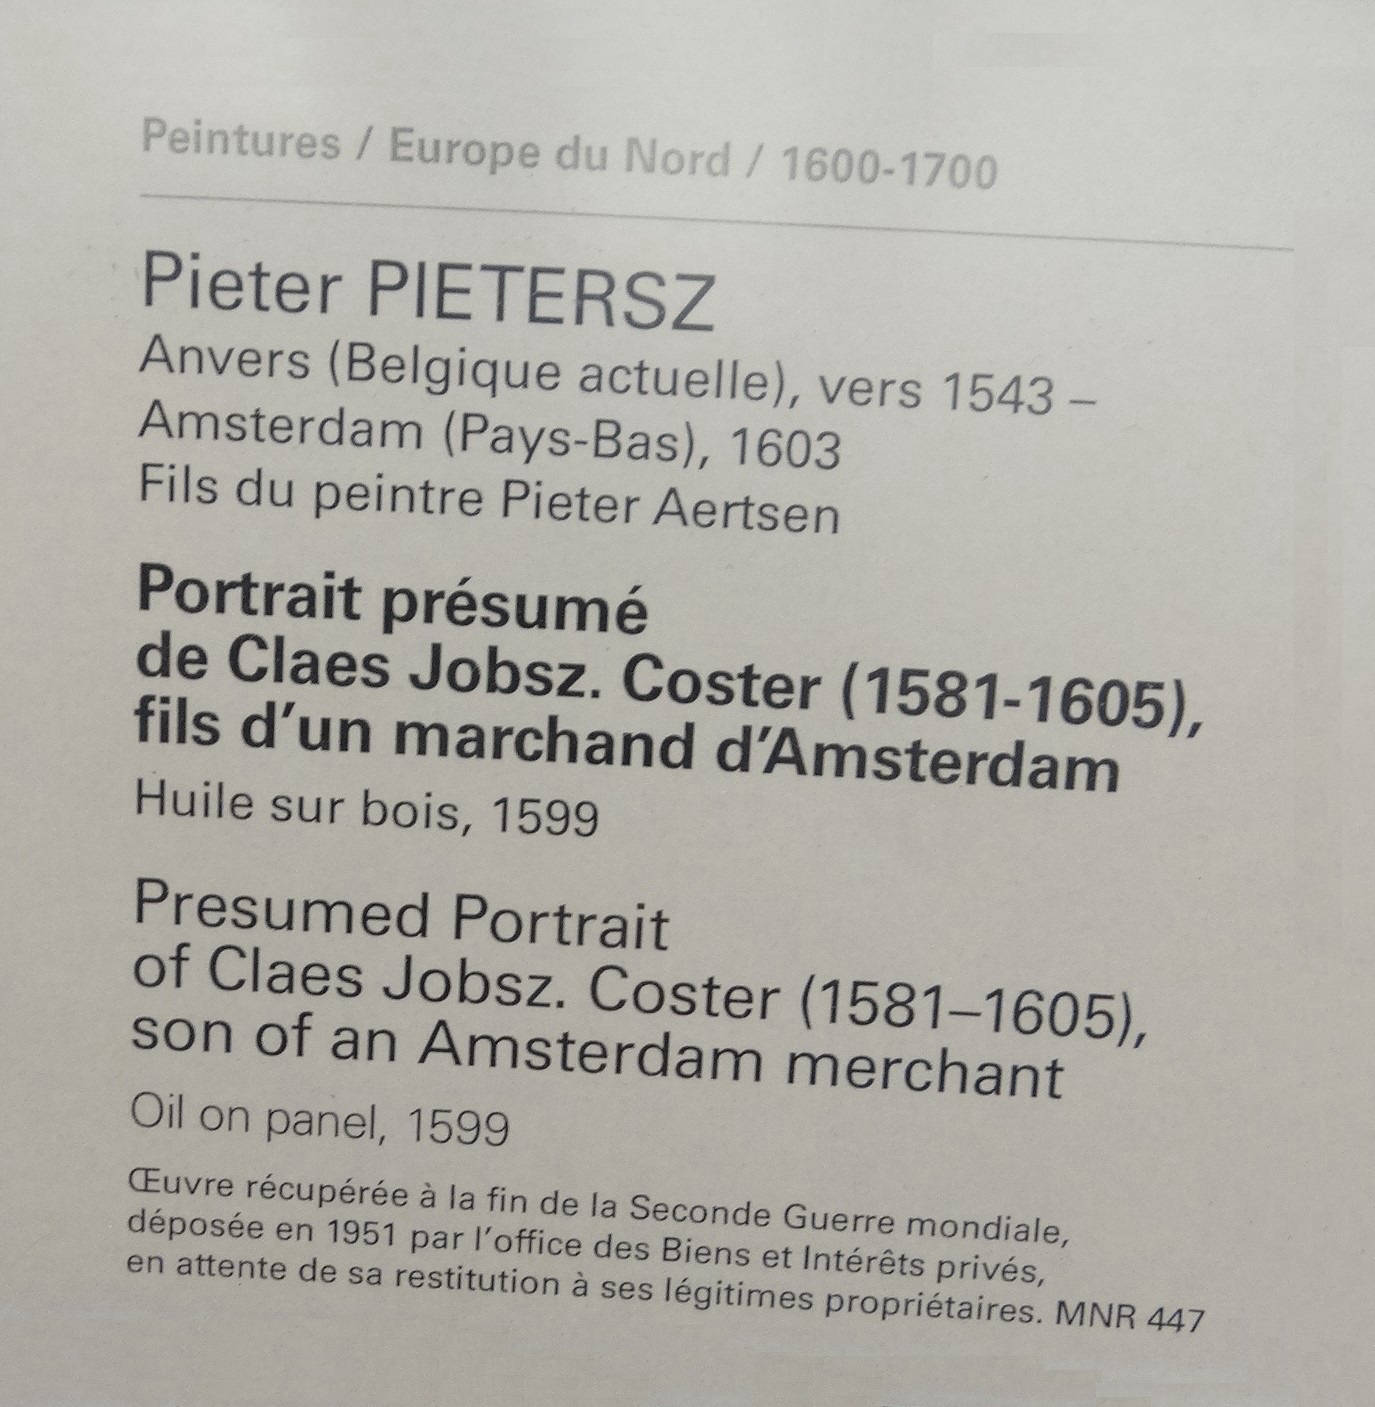 Peintures / Europe du Nord / 1600-1700
Pieter PIETERSZ
Anvers (Belgique actuelle), vers 1543 –
Amsterdam (Pays-Bas), 1603
Fils du peintre Pieter Aertsen
Portrait présumé
de Claes Jobsz. Coster (1581-1605),
fils d’un marchand d’Amsterdam
Huile sur bois, 1599
Presumed Portrait
of Claes Jobsz. Coster (1581–1605),
son of an Amsterdam merchant
Oil on panel, 1599
Œuvre récupérée à la fin de la Seconde Guerre mondiale,
déposée en 1951 par l’office des Biens et Intérêts privés,
en attente de sa restitution à ses légitimes propriétaires. MNR 447